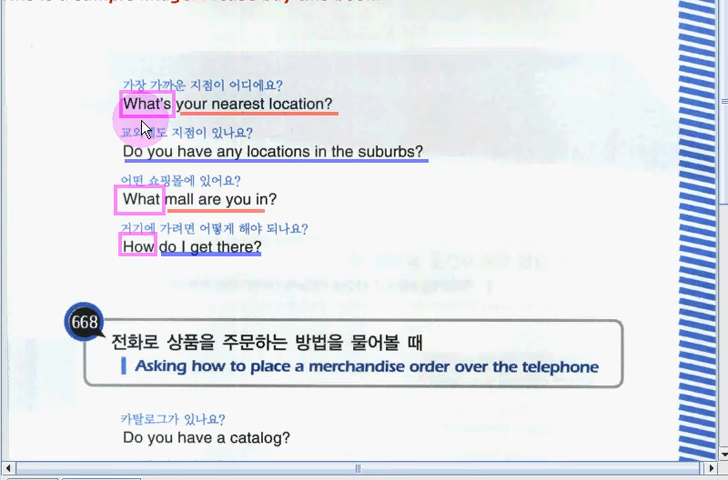 가장 가까운 지점이 어디에요?
What's your nearest location?
지점이 있나요?
Do you have any locations in the suburbs?
어떤 쇼핑몰에 있어요?
What mall are you in?
거기에 가려면 어떻게 해야 되나요?
How do I get there?
668
전화로 상품을 주문하는 방법을 물어볼 때
Asking how to place a merchandise order over the telephone
카탈로그가 있나요?
Do you have a catalog?